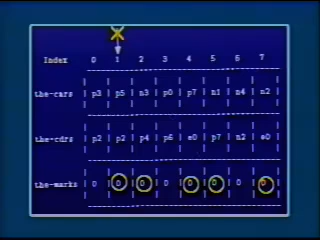 Index 0 1 2 3 4 5 6 7
the-cars | p3 | p5 | n3 | p0 | p7 | n1 | n4 | n2 |
the-cdrs | p2 | p2 | p4 | p6 | e0 | p7 | n2 | e0 |
the-marks | 0 | 0 | 0 | 0 | 0 | 0 | 0 | 0 |